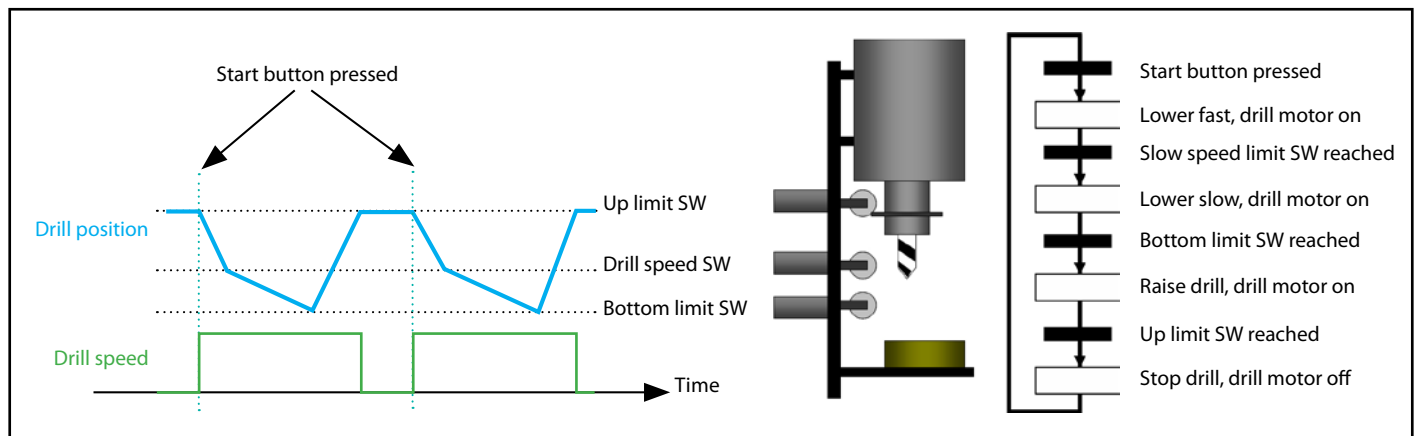 Start button pressed
Up limit SW
Drill position
Drill speed SW
Bottom limit SW
Drill speed
Time
Start button pressed
Lower fast, drill motor on
Slow speed limit SW reached
Lower slow, drill motor on
Bottom limit SW reached
Raise drill, drill motor on
Up limit SW reached
Stop drill, drill motor off